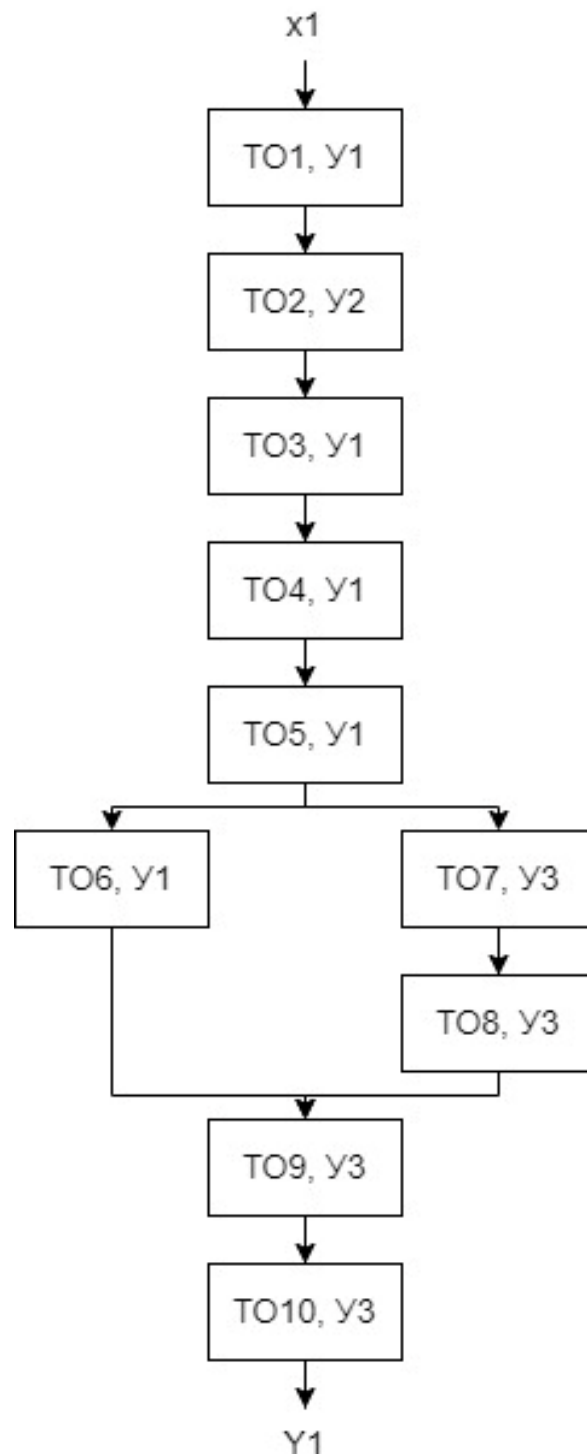 x1
ТО1, У1
ТО2, У2
ТО3, У1
ТО4, У1
ТО5, У1
ТО6, У1
ТО7, У3
ТО8, У3
ТО9, У3
ТО10, У3
Y1